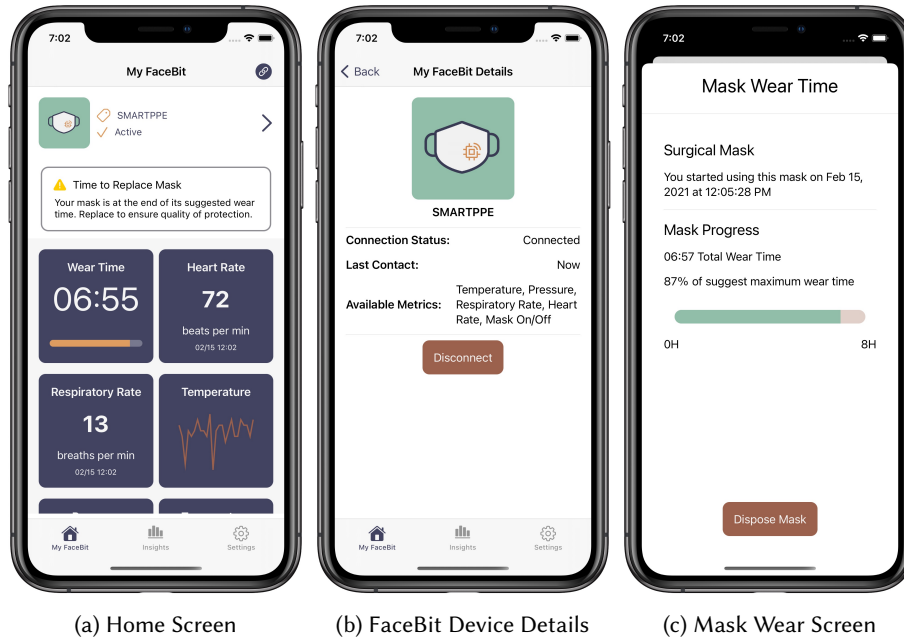 7:02
My FaceBit
SMARTPPE
Active
Time to Replace Mask
Your mask is at the end of its suggested wear
time. Replace to ensure quality of protection.
Wear Time
06:55
Heart Rate
72
beats per min
02/15 12:02
Respiratory Rate
13
breaths per min
02/15 12:02
Temperature
My FaceBit
Insights
Settings
(a) Home Screen
7:02
Back
My FaceBit Details
SMARTPPE
Connection Status: Connected
Last Contact: Now
Available Metrics:
Temperature, Pressure,
Respiratory Rate, Heart
Rate, Mask On/Off
Disconnect
My FaceBit
Insights
Settings
(b) FaceBit Device Details
7:02
Mask Wear Time
Surgical Mask
You started using this mask on Feb 15,
2021 at 12:05:28 PM
Mask Progress
06:57 Total Wear Time
87% of suggest maximum wear time
0H 8H
Dispose Mask
(c) Mask Wear Screen